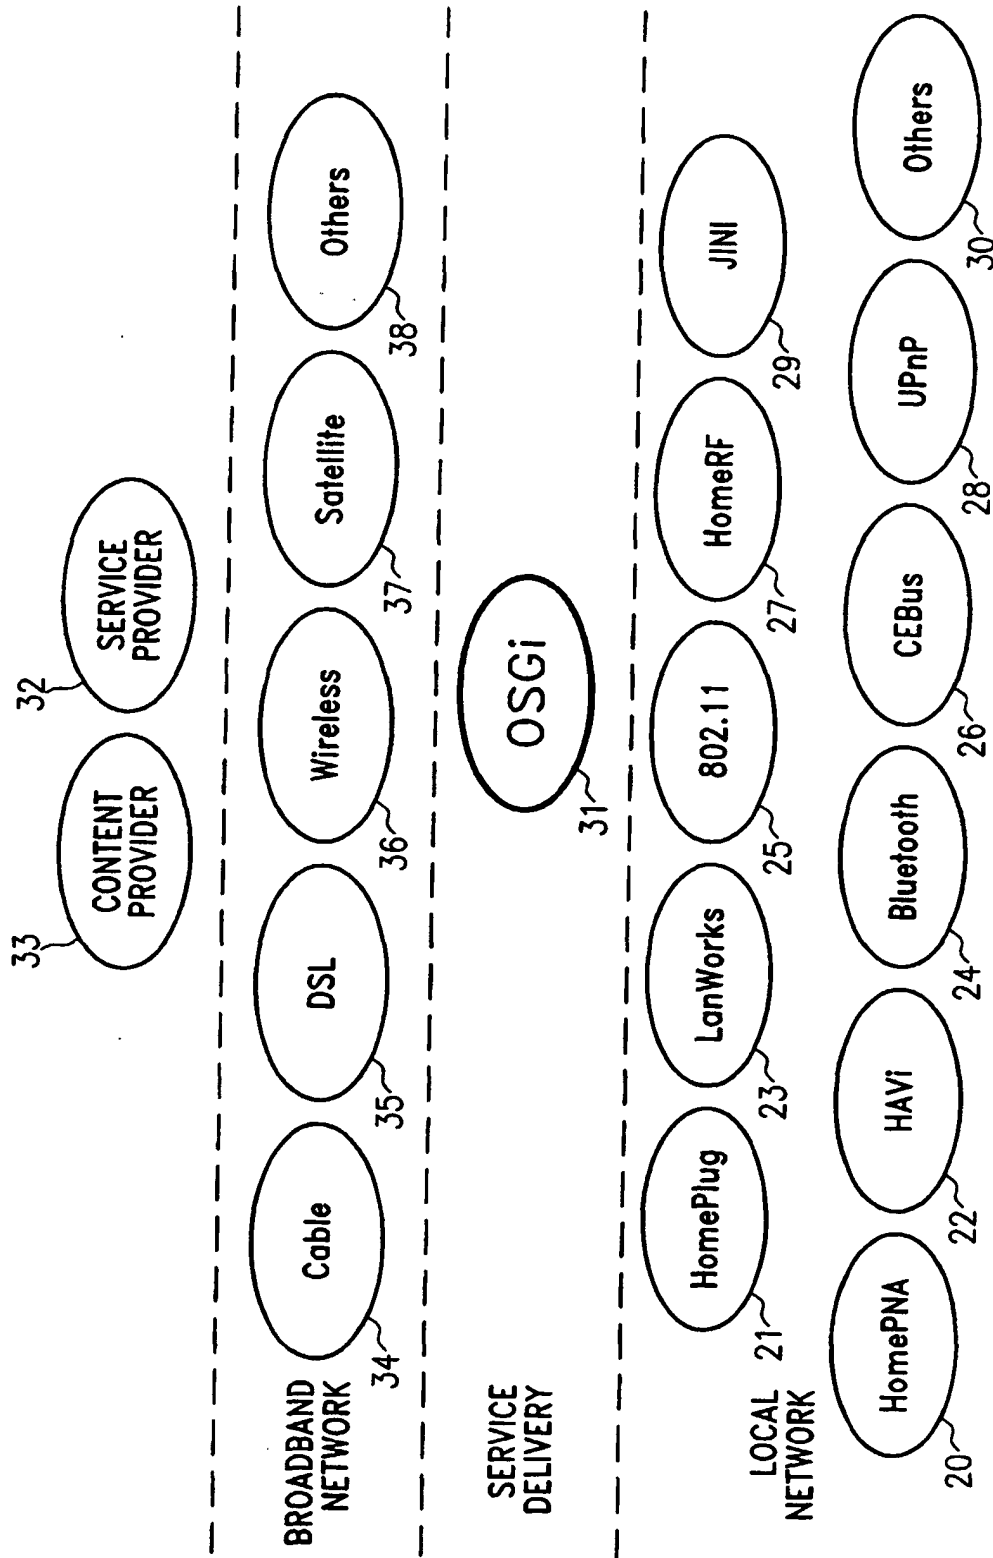 33
CONTENT
PROVIDER
32
SERVICE
PROVIDER
BROADBAND
NETWORK
Cable
34
DSL
35
Wireless
36
Satellite
37
Others
38
SERVICE
DELIVERY
OSGi
31
LOCAL
NETWORK
HomePlug
21
LanWorks
23
802.11
25
HomeRF
27
JINI
29
HomePNA
20
HAVi
22
Bluetooth
24
CEBus
26
UPnP
28
Others
30